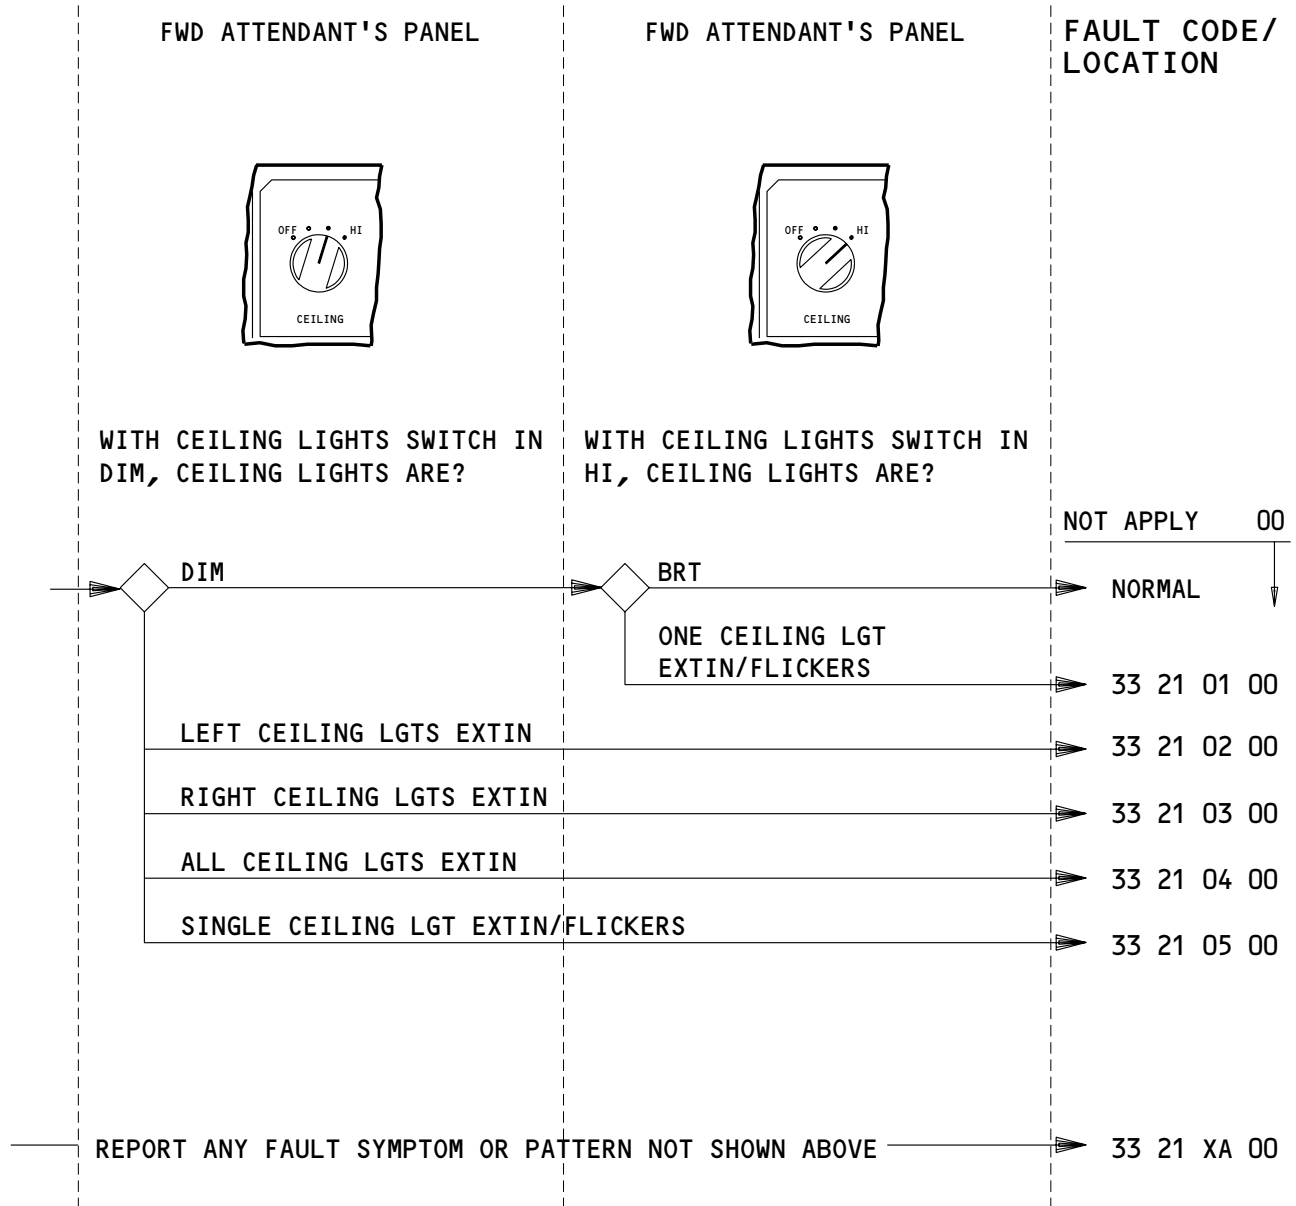 FWD ATTENDANT'S PANEL
FWD ATTENDANT'S PANEL
FAULT CODE/
LOCATION
OFF HI
CEILING
OFF HI
CEILING
WITH CEILING LIGHTS SWITCH IN
DIM, CEILING LIGHTS ARE?
WITH CEILING LIGHTS SWITCH IN
HI, CEILING LIGHTS ARE?
NOT APPLY 00
DIM
BRT
NORMAL
ONE CEILING LGT
EXTIN/FLICKERS
33 21 01 00
LEFT CEILING LGTS EXTIN
33 21 02 00
RIGHT CEILING LGTS EXTIN
33 21 03 00
ALL CEILING LGTS EXTIN
33 21 04 00
SINGLE CEILING LGT EXTIN/FLICKERS
33 21 05 00
REPORT ANY FAULT SYMPTOM OR PATTERN NOT SHOWN ABOVE
33 21 XA 00